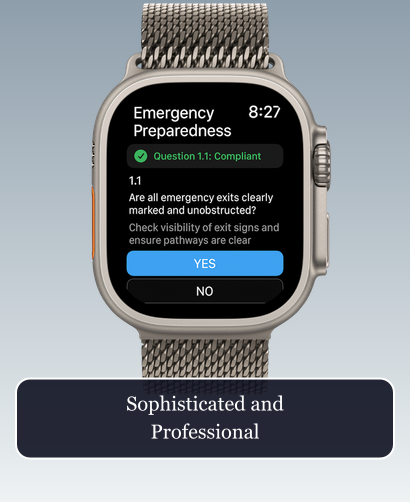 Emergency 8:27
Preparedness
Question 1.1: Compliant
1.1
Are all emergency exits clearly
marked and unobstructed?
Check visibility of exit signs and
ensure pathways are clear
YES
NO
Sophisticated and
Professional